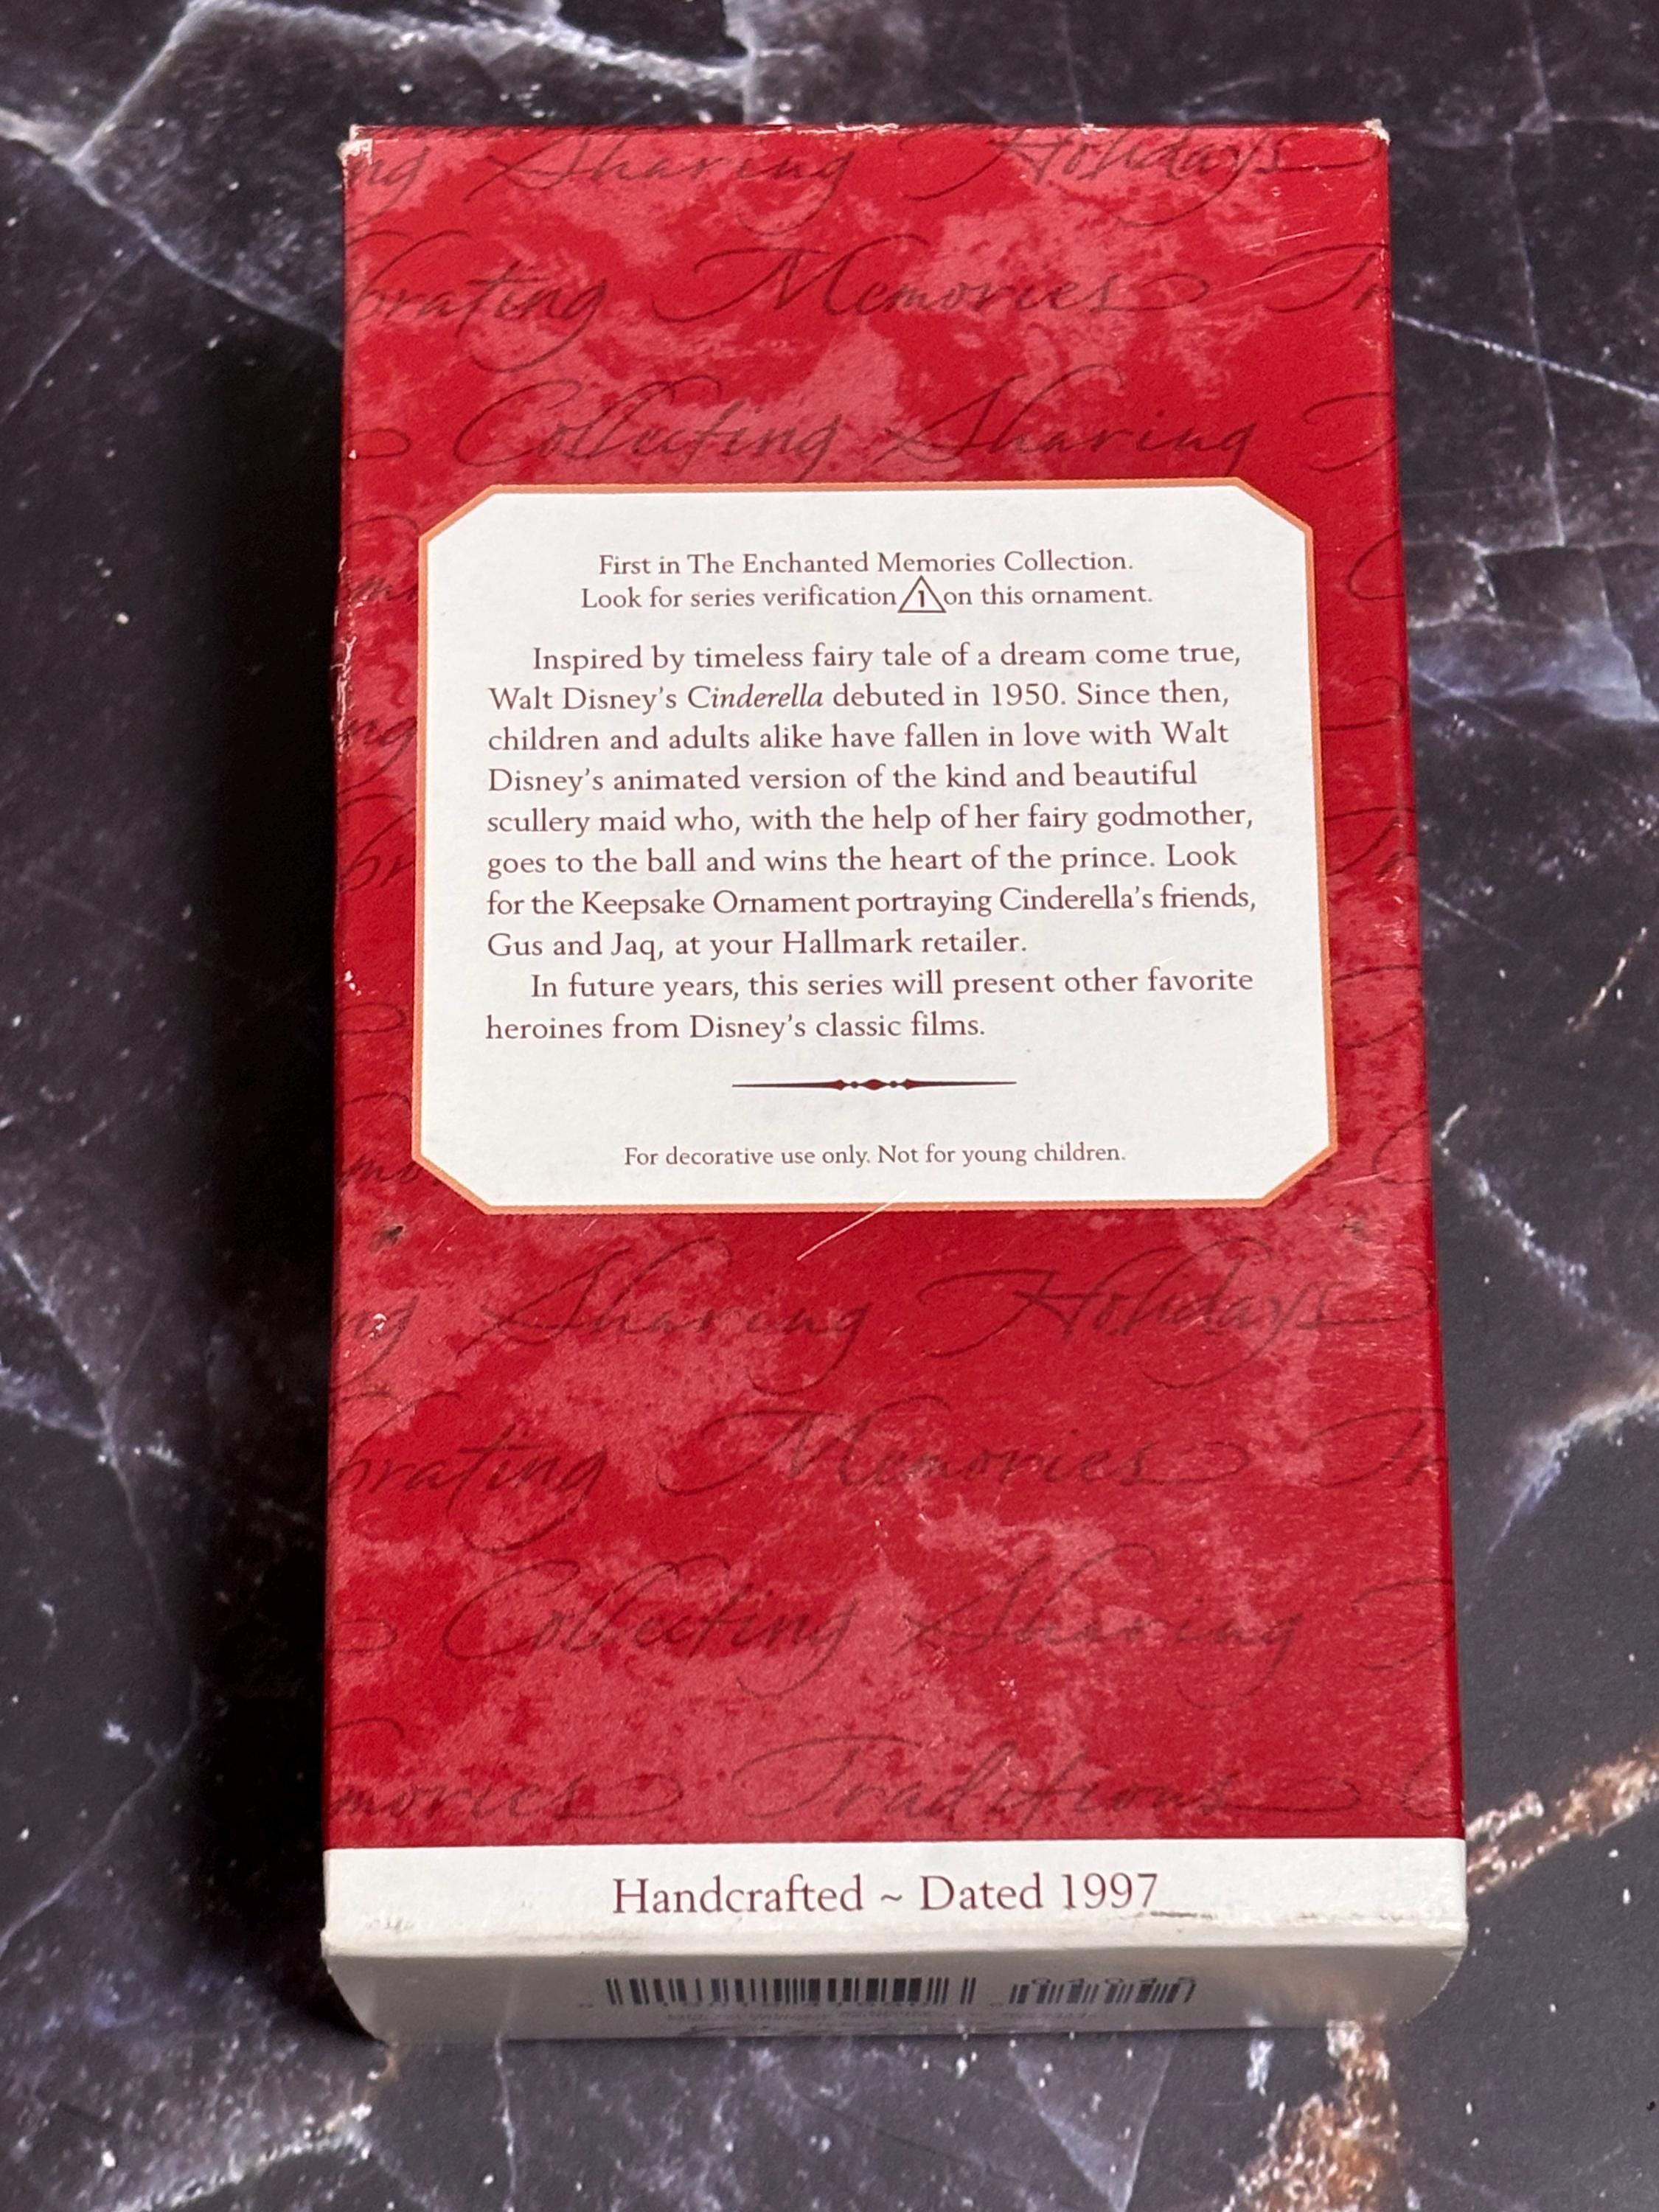 Sharing Holidays
brating Memories Tr
Collecting Sharing
First in The Enchanted Memories Collection.
Look for series verification 1 on this ornament.
Inspired by timeless fairy tale of a dream come true,
Walt Disney's Cinderella debuted in 1950. Since then,
children and adults alike have fallen in love with Walt
Disney's animated version of the kind and beautiful
scullery maid who, with the help of her fairy godmother,
goes to the ball and wins the heart of the prince. Look
for the Keepsake Ornament portraying Cinderella's friends,
Gus and Jaq, at your Hallmark retailer.
In future years, this series will present other favorite
heroines from Disney's classic films.
For decorative use only. Not for young children.
ng Sharing Holidays
brating Memories Tr
Collecting Sharing
mories Traditions
Handcrafted ~ Dated 1997